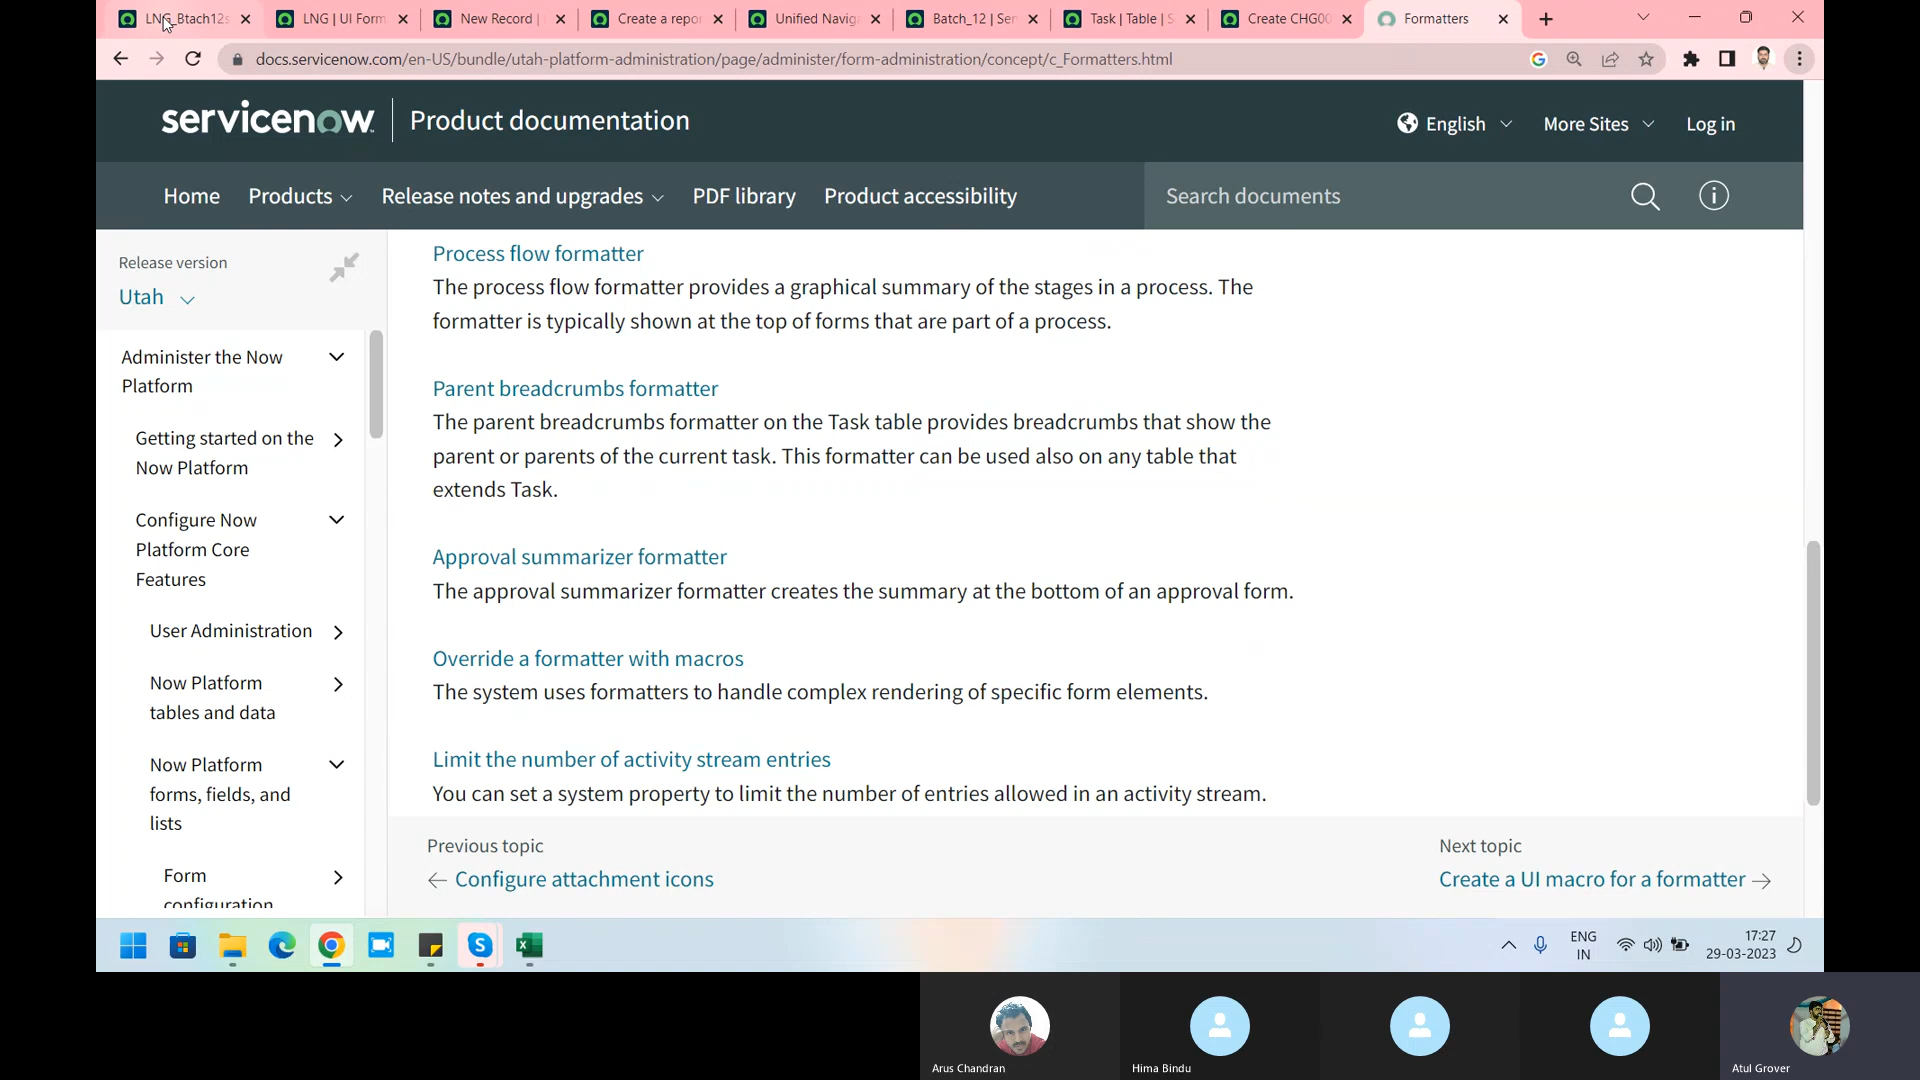 LNG_Btach12s
LNG | UI Form
New Record |
Create a repo
Unified Navig
Batch_12 | Ser
Task | Table | S
Create CHG00
Formatters
docs.servicenow.com/en-US/bundle/utah-platform-administration/page/administer/form-administration/concept/c_Formatters.html
servicenow
Product documentation
English
More Sites
Log in
Home
Products
Release notes and upgrades
PDF library
Product accessibility
Search documents
Release version
Utah
Administer the Now
Platform
Getting started on the
Now Platform
Configure Now
Platform Core
Features
User Administration
Now Platform
tables and data
Now Platform
forms, fields, and
lists
Form
configuration
Process flow formatter
The process flow formatter provides a graphical summary of the stages in a process. The
formatter is typically shown at the top of forms that are part of a process.
Parent breadcrumbs formatter
The parent breadcrumbs formatter on the Task table provides breadcrumbs that show the
parent or parents of the current task. This formatter can be used also on any table that
extends Task.
Approval summarizer formatter
The approval summarizer formatter creates the summary at the bottom of an approval form.
Override a formatter with macros
The system uses formatters to handle complex rendering of specific form elements.
Limit the number of activity stream entries
You can set a system property to limit the number of entries allowed in an activity stream.
Previous topic
Configure attachment icons
Next topic
Create a UI macro for a formatter
ENG
IN
17:27
29-03-2023
Arus Chandran
Hima Bindu
Atul Grover